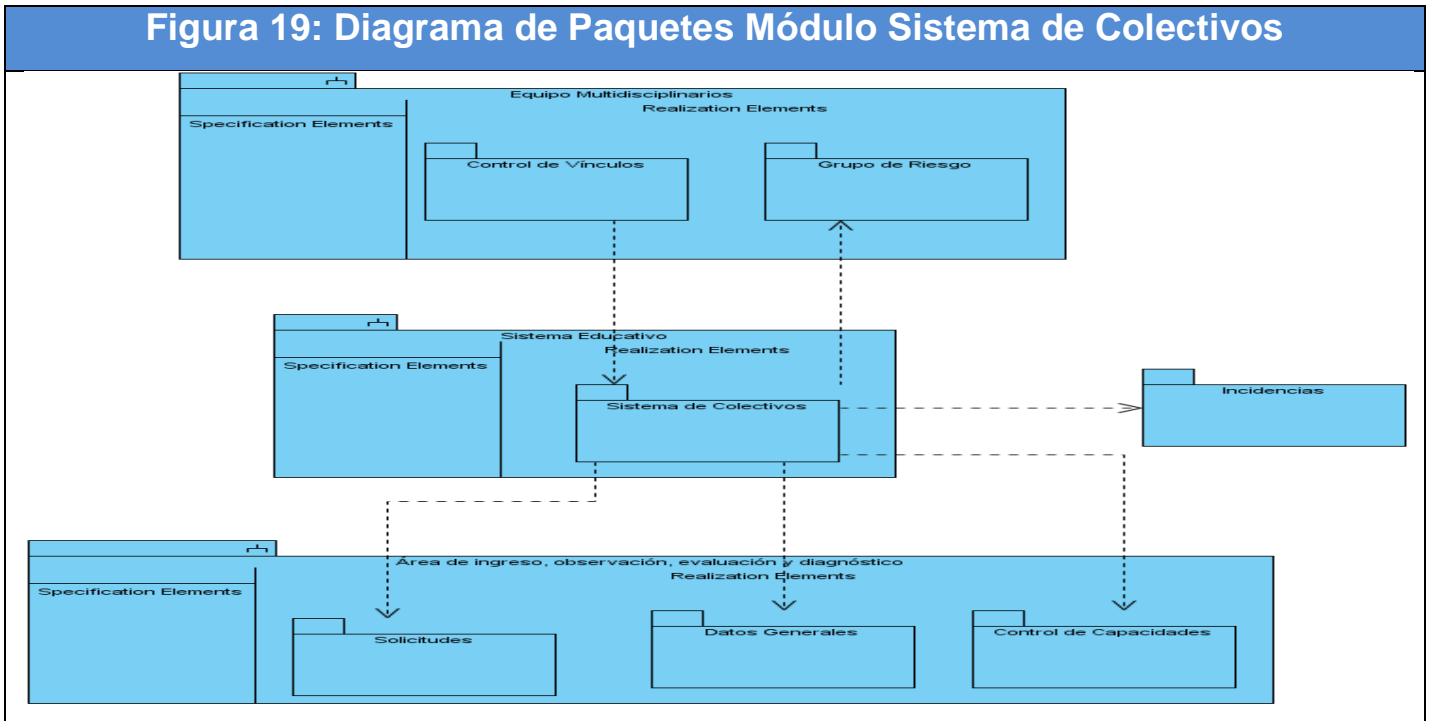 Figura 19: Diagrama de Paquetes Módulo Sistema de Colectivos
Equipo Multidisciplinarios
Realization Elements
Specification Elements
Control de Vínculos
Grupo de Riesgo
Sistema Educativo
Realization Elements
Specification Elements
Sistema de Colectivos
Incidencias
Área de ingreso, observación, evaluación y diagnóstico
Realization Elements
Specification Elements
Solicitudes
Datos Generales
Control de Capacidades